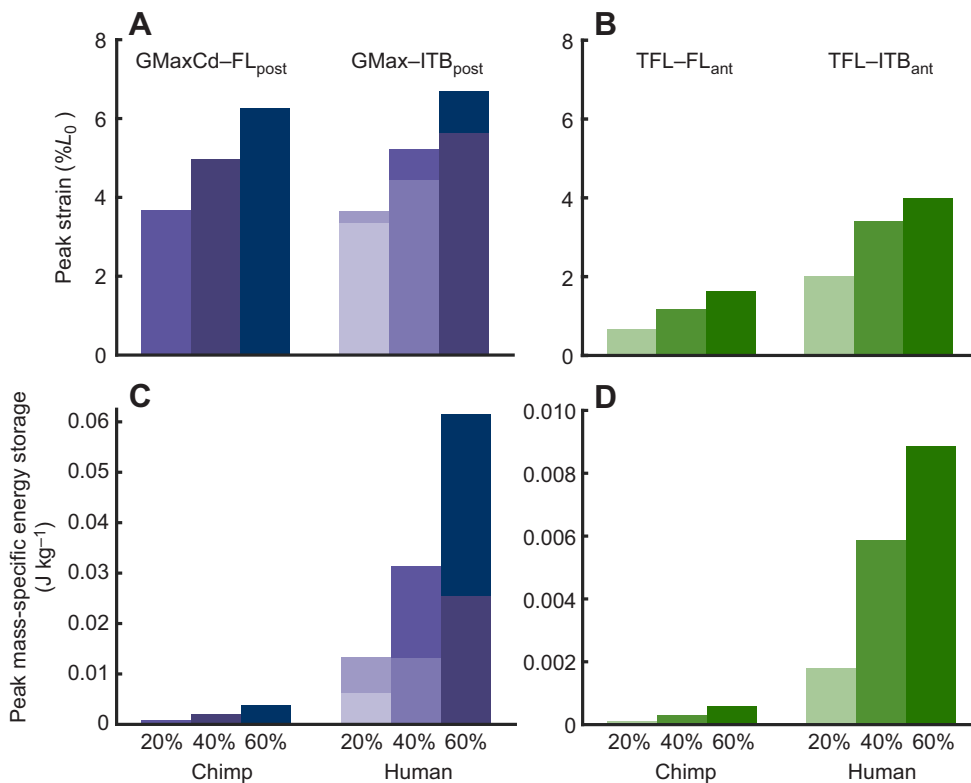 A
B
8
6
4
2
0
Peak strain (%L0)
GMaxCd–FLpost
GMax–ITBpost
8
6
4
2
0
TFL–FLant
TFL–ITBant
C
D
0.06
0.05
0.04
0.03
0.02
0.01
0
Peak mass-specific energy storage
(J kg–1)
0.010
0.008
0.006
0.004
0.002
0
20% 40% 60%
20% 40% 60%
20% 40% 60%
20% 40% 60%
Chimp
Human
Chimp
Human